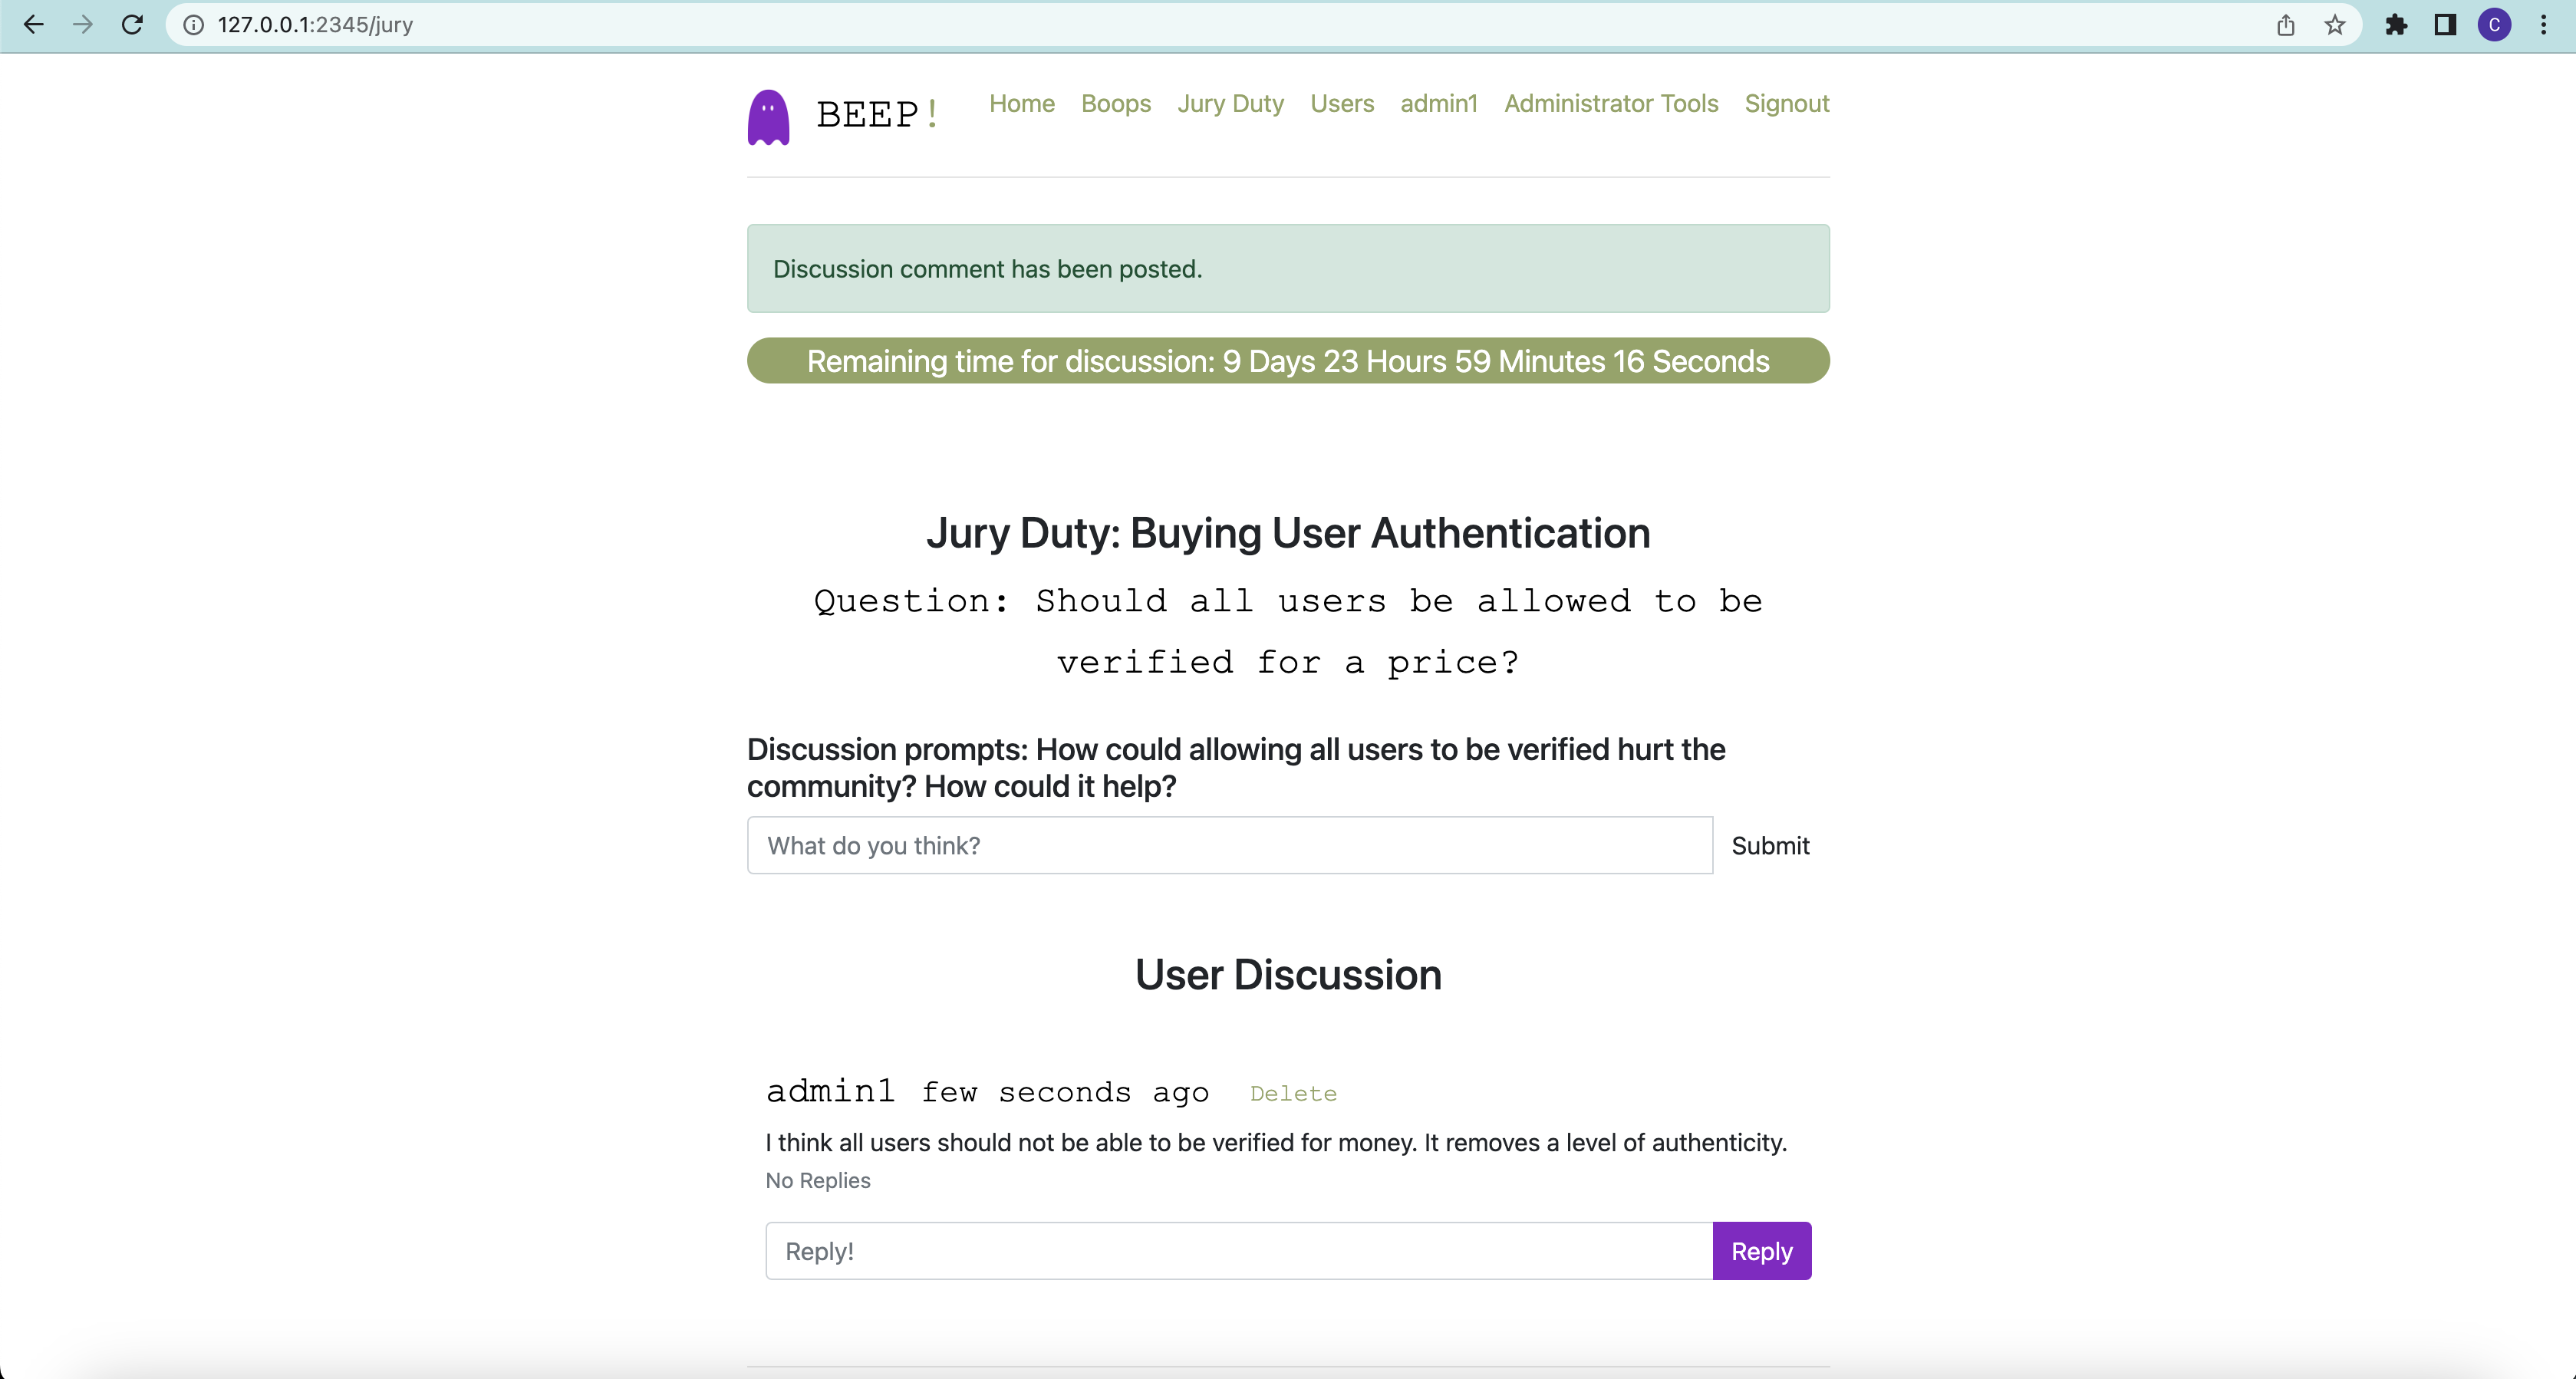 127.0.0.1:2345/jury
C
BEEP!
Home Boops Jury Duty Users admin1 Administrator Tools Signout
Discussion comment has been posted.
Remaining time for discussion: 9 Days 23 Hours 59 Minutes 16 Seconds
Jury Duty: Buying User Authentication
Question: Should all users be allowed to be
verified for a price?
Discussion prompts: How could allowing all users to be verified hurt the
community? How could it help?
What do you think? Submit
User Discussion
admin1 few seconds ago Delete
I think all users should not be able to be verified for money. It removes a level of authenticity.
No Replies
Reply! Reply